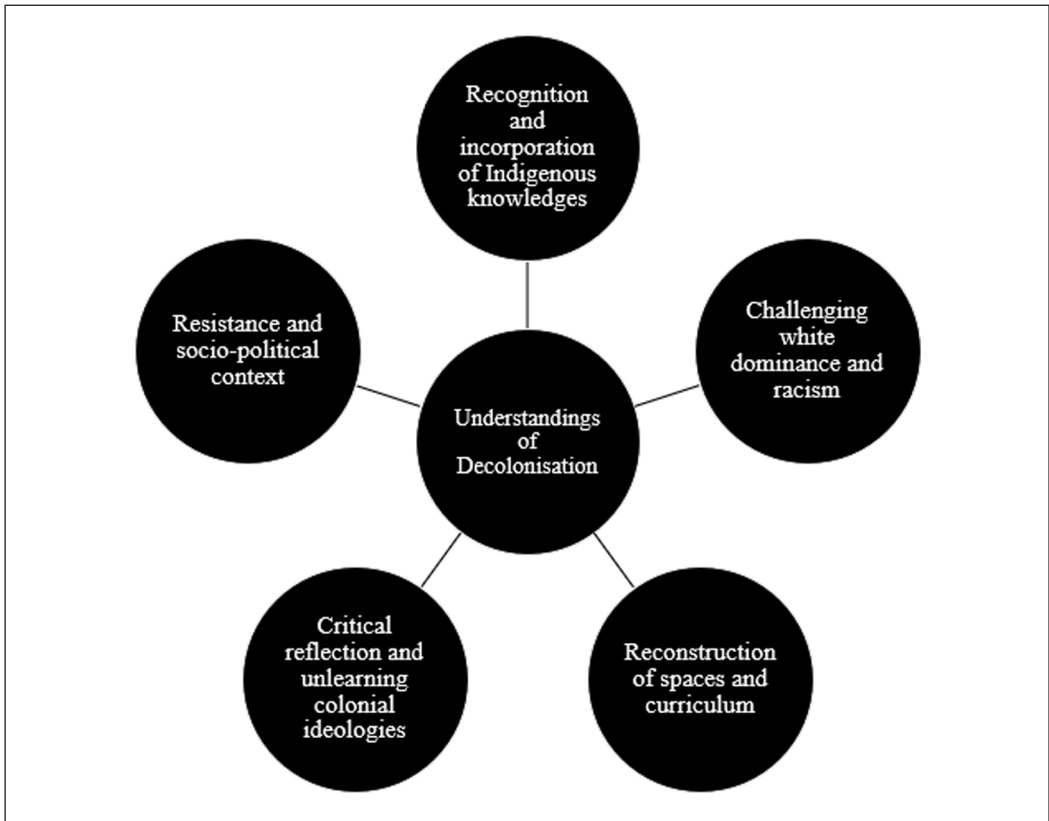 Recognition
and
incorporation
of Indigenous
knowledges
Resistance and
socio-political
context
Challenging
white
dominance and
racism
Understandings
of
Decolonisation
Critical
reflection and
unlearning
colonial
ideologies
Reconstruction
of spaces and
curriculum